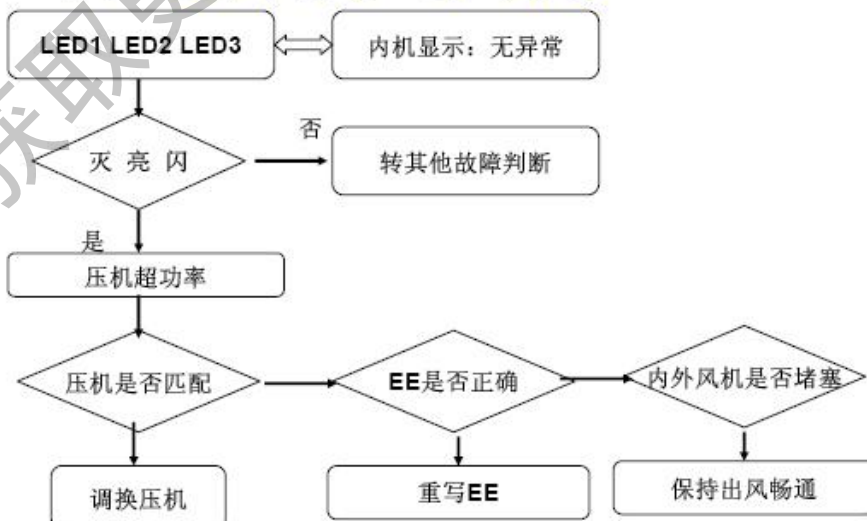 LED1 LED2 LED3
内机显示：无异常
灭 亮 闪
否
转其他故障判断
是
压机超功率
压机是否匹配
EE是否正确
内外风机是否堵塞
调换压机
重写EE
保持出风畅通